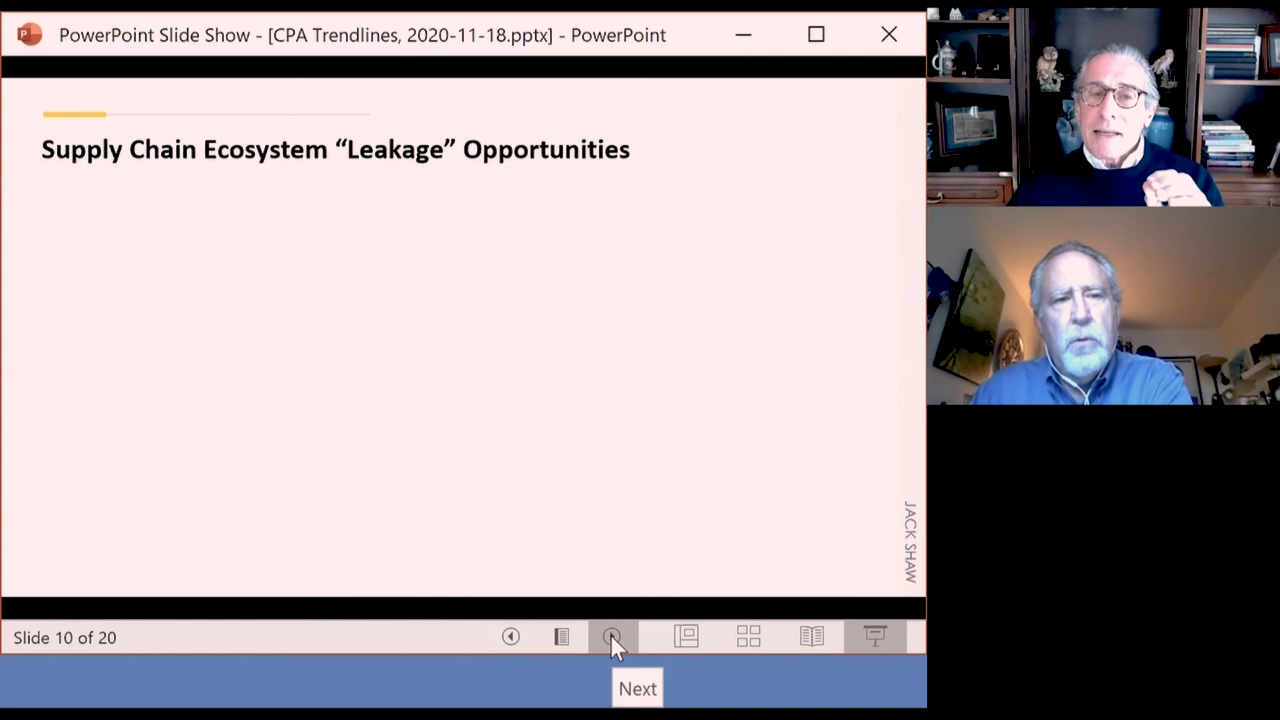 PowerPoint Slide Show - [CPA Trendlines, 2020-11-18.pptx] - PowerPoint
Supply Chain Ecosystem “Leakage” Opportunities
JACK SHAW
Slide 10 of 20
Next